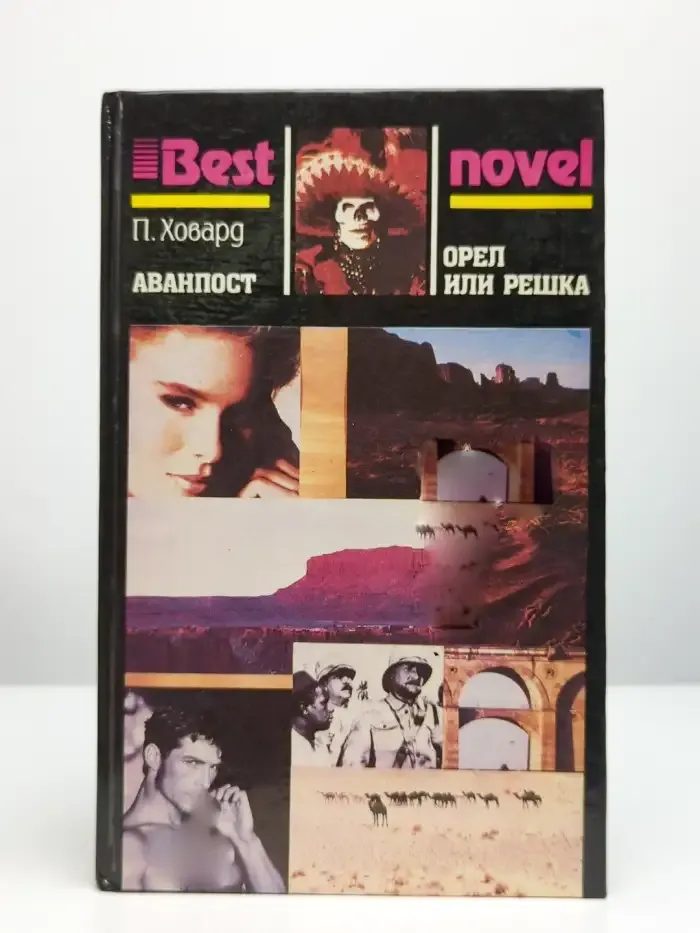 Best novel
П. Ховард
АВАНПОСТ
ОРЕЛ
ИЛИ РЕШКА